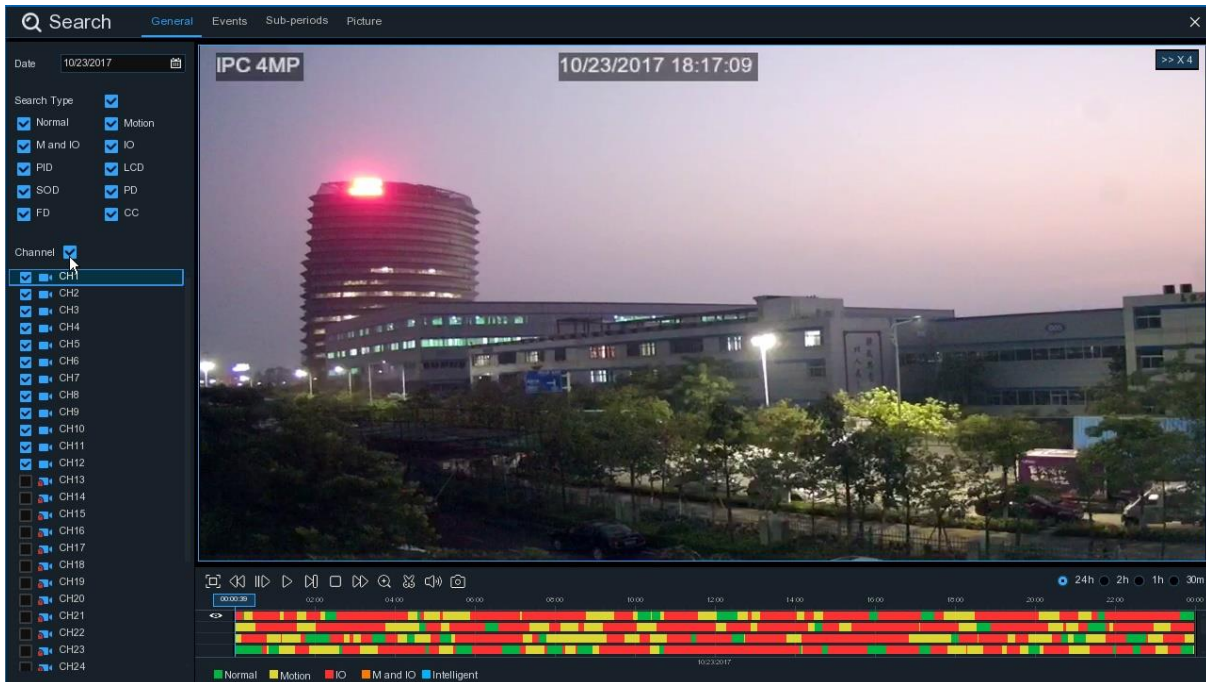 Search General Events Sub-periods Picture
Date 10/23/2017
IPC 4MP 10/23/2017 18:17:09 >> X 4
Search Type
Normal Motion
M and IO IO
PID LCD
SOD PD
FD CC
Channel
CH1
CH2
CH3
CH4
CH5
CH6
CH7
CH8
CH9
CH10
CH11
CH12
CH13
CH14
CH15
CH16
CH17
CH18
CH19
CH20
CH21
CH22
CH23
CH24
24h 2h 1h 30m
00:00:39 02:00 04:00 06:00 08:00 10:00 12:00 14:00 16:00 18:00 20:00 22:00 00:00
10/23/2017
Normal Motion IO M and IO Intelligent